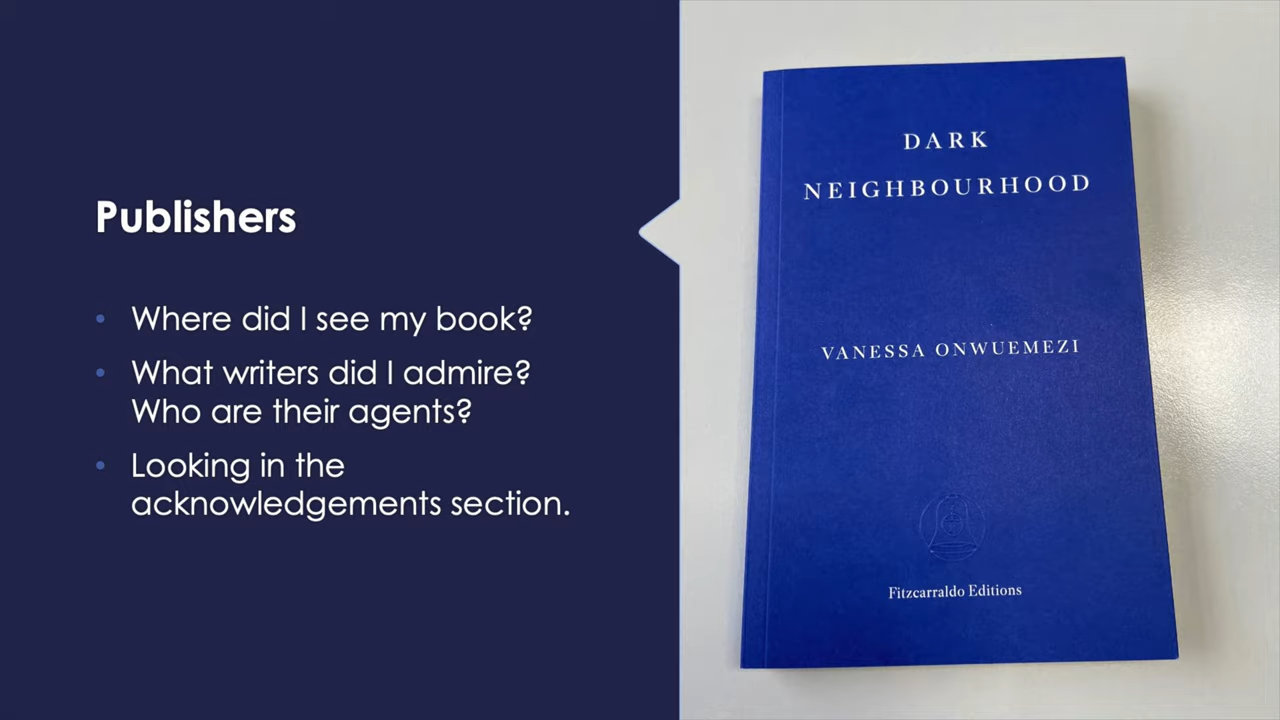 Publishers
• Where did I see my book?
• What writers did I admire?
Who are their agents?
• Looking in the
acknowledgements section.
DARK
NEIGHBOURHOOD
VANESSA ONWUEMEZI
Fitzcarraldo Editions